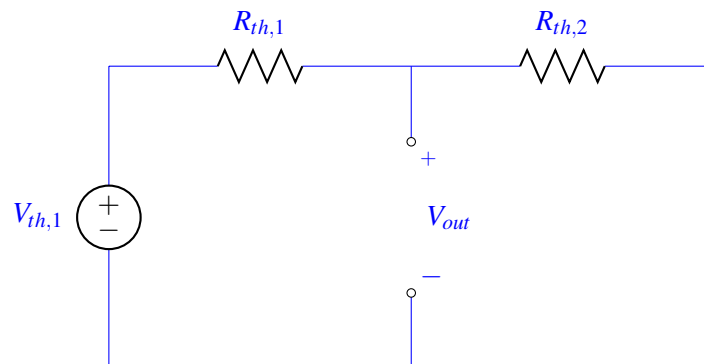 R_{th,1}
R_{th,2}
+
V_{th,1}
+
−
V_{out}
−